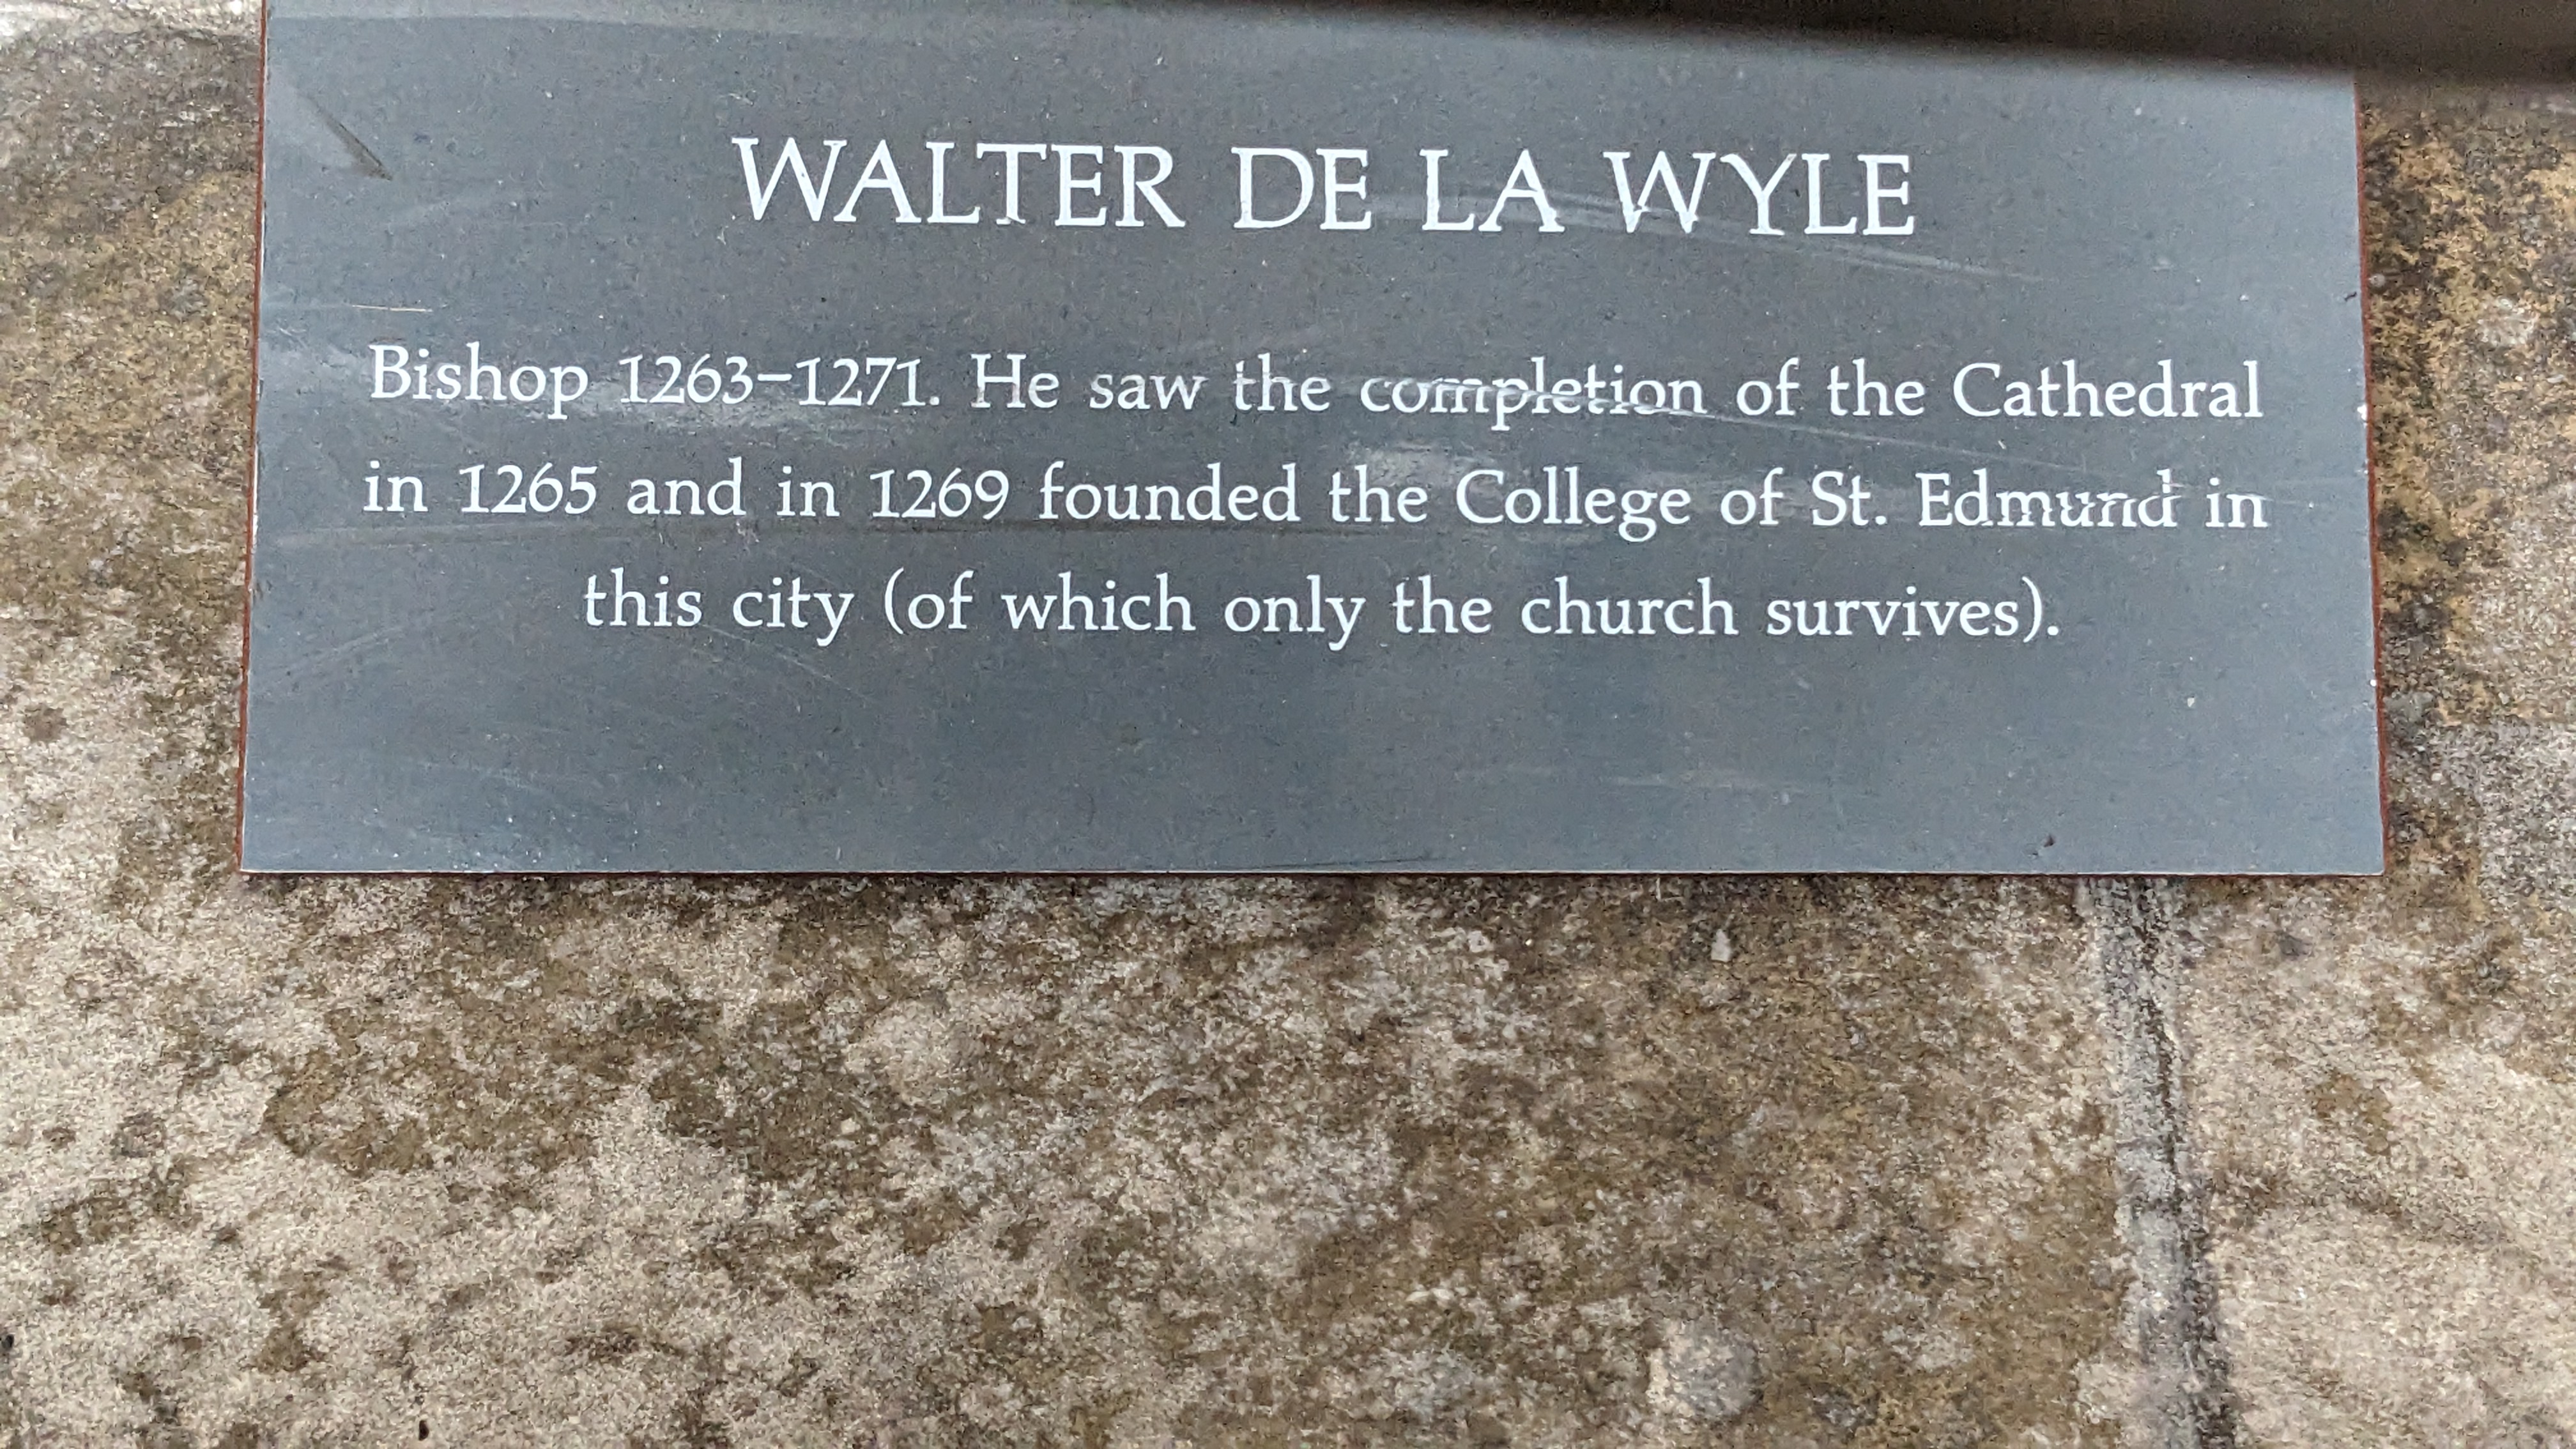 WALTER DE LA WYLE
Bishop 1263–1271. He saw the completion of the Cathedral
in 1265 and in 1269 founded the College of St. Edmund in
this city (of which only the church survives).